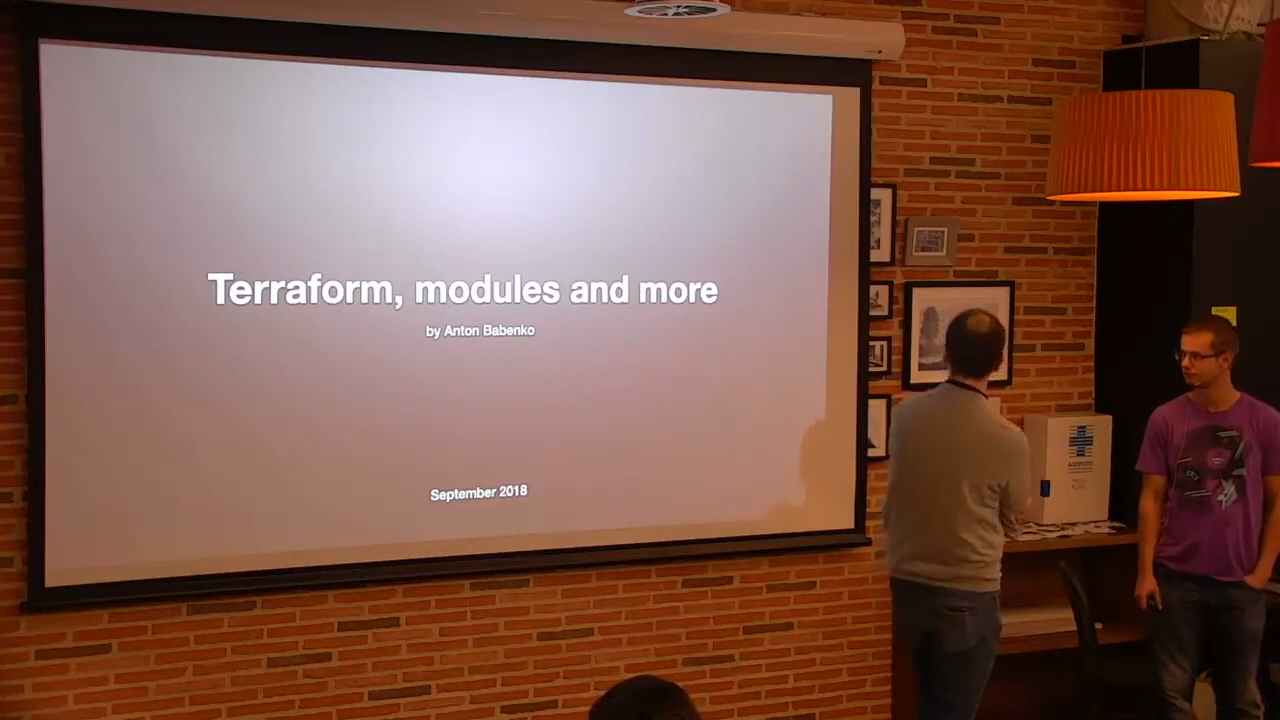 Terraform, modules and more
by Anton Babenko
September 2018